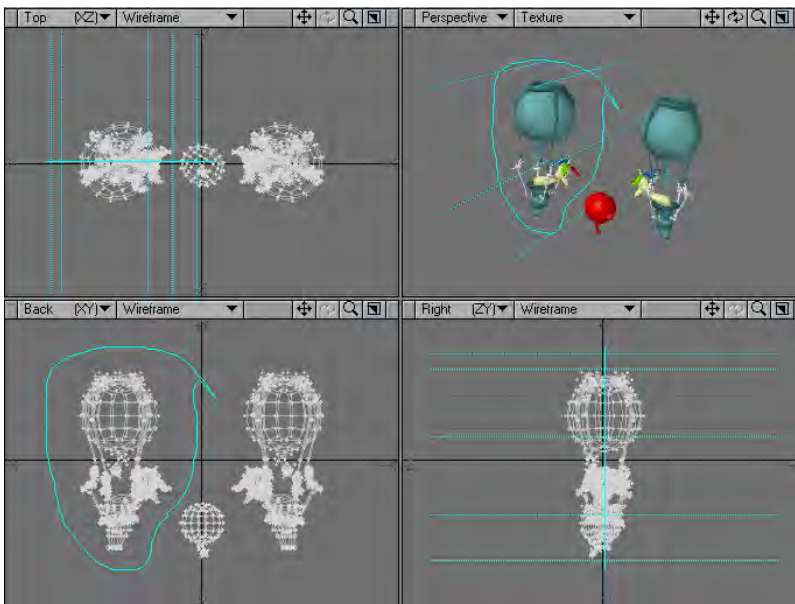 Top (XZ) Wireframe
Perspective Texture
Back (XY) Wireframe
Right (ZY) Wireframe